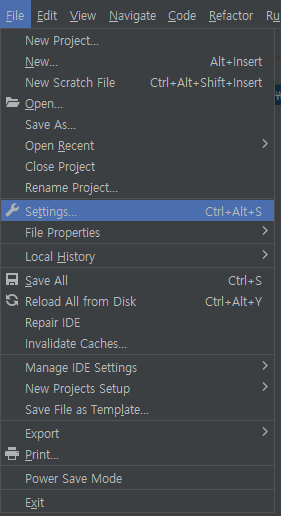 File Edit View Navigate Code Refactor Ru
New Project...
New... Alt+Insert
New Scratch File Ctrl+Alt+Shift+Insert
Open...
Save As...
Open Recent
Close Project
Rename Project...
Settings... Ctrl+Alt+S
File Properties
Local History
Save All Ctrl+S
Reload All from Disk Ctrl+Alt+Y
Repair IDE
Invalidate Caches...
Manage IDE Settings
New Projects Setup
Save File as Template...
Export
Print...
Power Save Mode
Exit